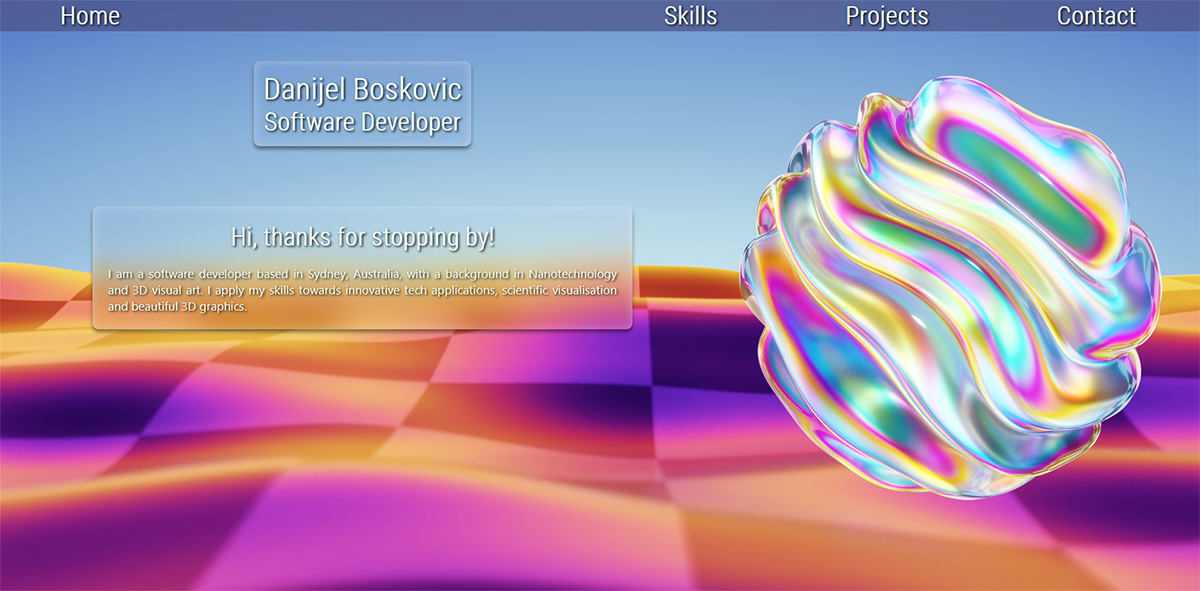 Home
Skills
Projects
Contact
Danijel Boskovic
Software Developer
Hi, thanks for stopping by!
I am a software developer based in Sydney, Australia, with a background in Nanotechnology
and 3D visual art. I apply my skills towards innovative tech applications, scientific visualisation
and beautiful 3D graphics.